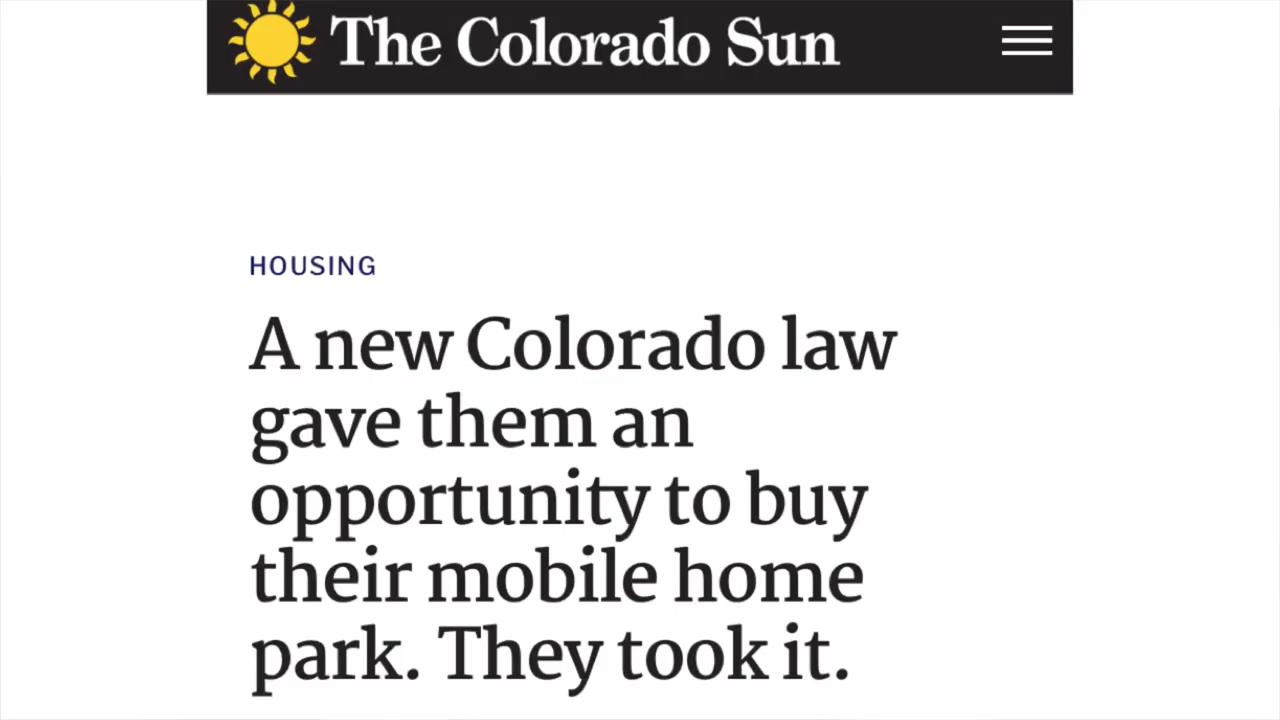 The Colorado Sun
HOUSING
A new Colorado law
gave them an
opportunity to buy
their mobile home
park. They took it.